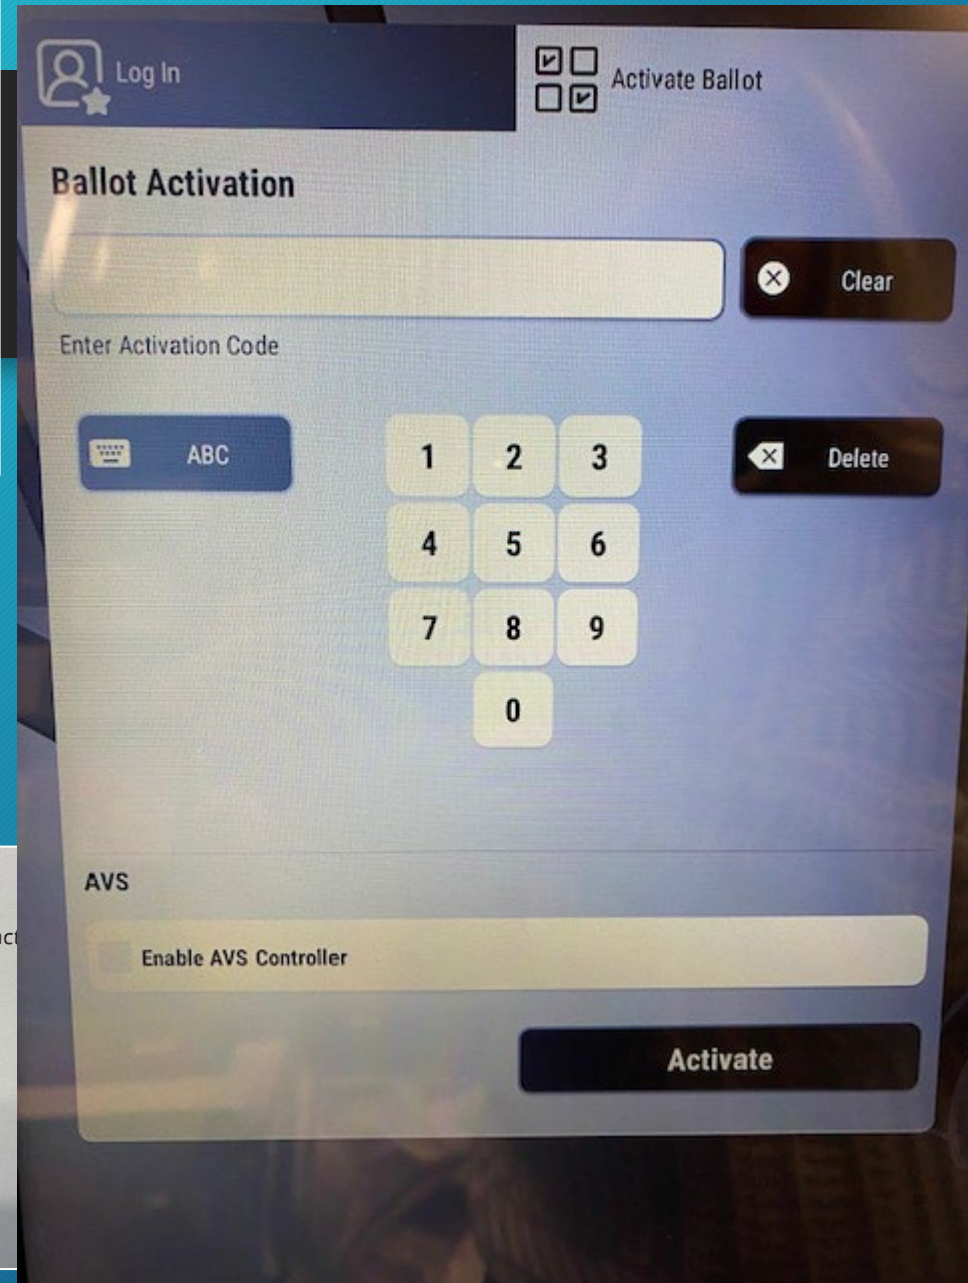 Log In
Activate Ballot
Ballot Activation
Clear
Enter Activation Code
ABC
1 2 3
Delete
4 5 6
7 8 9
0
AVS
Enable AVS Controller
Activate